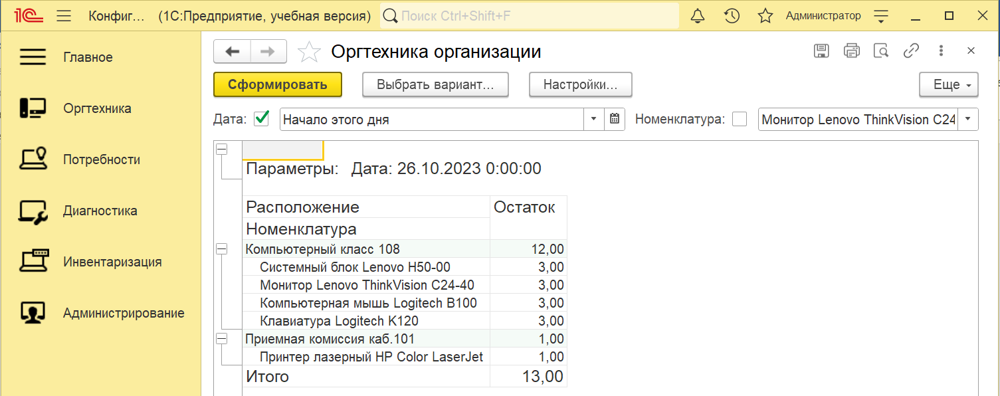 1С Конфиг... (1С:Предприятие, учебная версия) Поиск Ctrl+Shift+F Администратор
Главное
Оргтехника
Потребности
Диагностика
Инвентаризация
Администрирование
Оргтехника организации
Сформировать Выбрать вариант... Настройки... Еще
Дата: Начало этого дня Номенклатура: Монитор Lenovo ThinkVision C24
Параметры: Дата: 26.10.2023 0:00:00
Расположение Остаток
Номенклатура
Компьютерный класс 108 12,00
Системный блок Lenovo H50-00 3,00
Монитор Lenovo ThinkVision C24-40 3,00
Компьютерная мышь Logitech B100 3,00
Клавиатура Logitech K120 3,00
Приемная комиссия каб.101 1,00
Принтер лазерный HP Color LaserJet 1,00
Итого 13,00